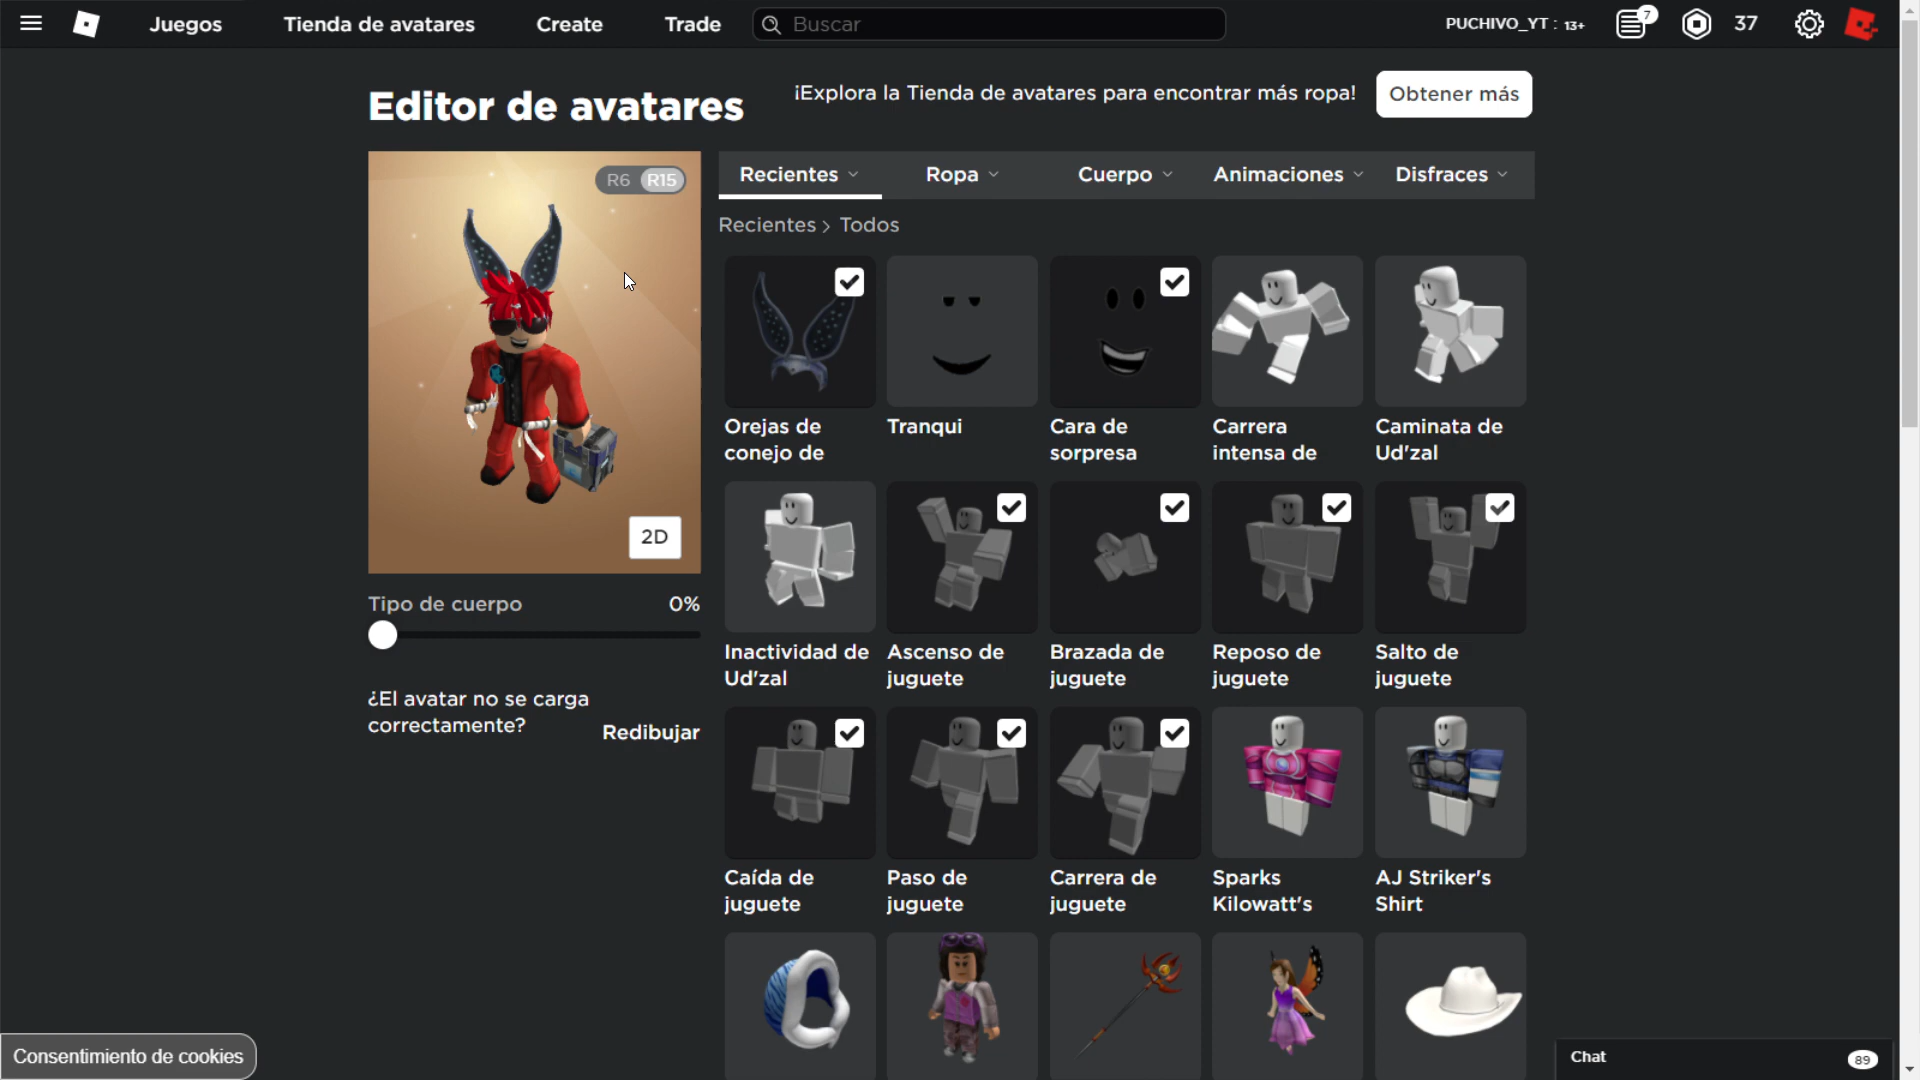 Juegos
Tienda de avatares
Create
Trade
Buscar
PUCHIVO_YT : 13+
7
37
Editor de avatares
¡Explora la Tienda de avatares para encontrar más ropa!
Obtener más
R6 R15
2D
Recientes
Ropa
Cuerpo
Animaciones
Disfraces
Recientes > Todos
Orejas de
conejo de
Tranqui
Cara de
sorpresa
Carrera
intensa de
Caminata de
Ud'zal
Tipo de cuerpo
0%
¿El avatar no se carga
correctamente?
Redibujar
Inactividad de
Ud'zal
Ascenso de
juguete
Brazada de
juguete
Reposo de
juguete
Salto de
juguete
Caída de
juguete
Paso de
juguete
Carrera de
juguete
Sparks
Kilowatt's
AJ Striker's
Shirt
Consentimiento de cookies
Chat
89